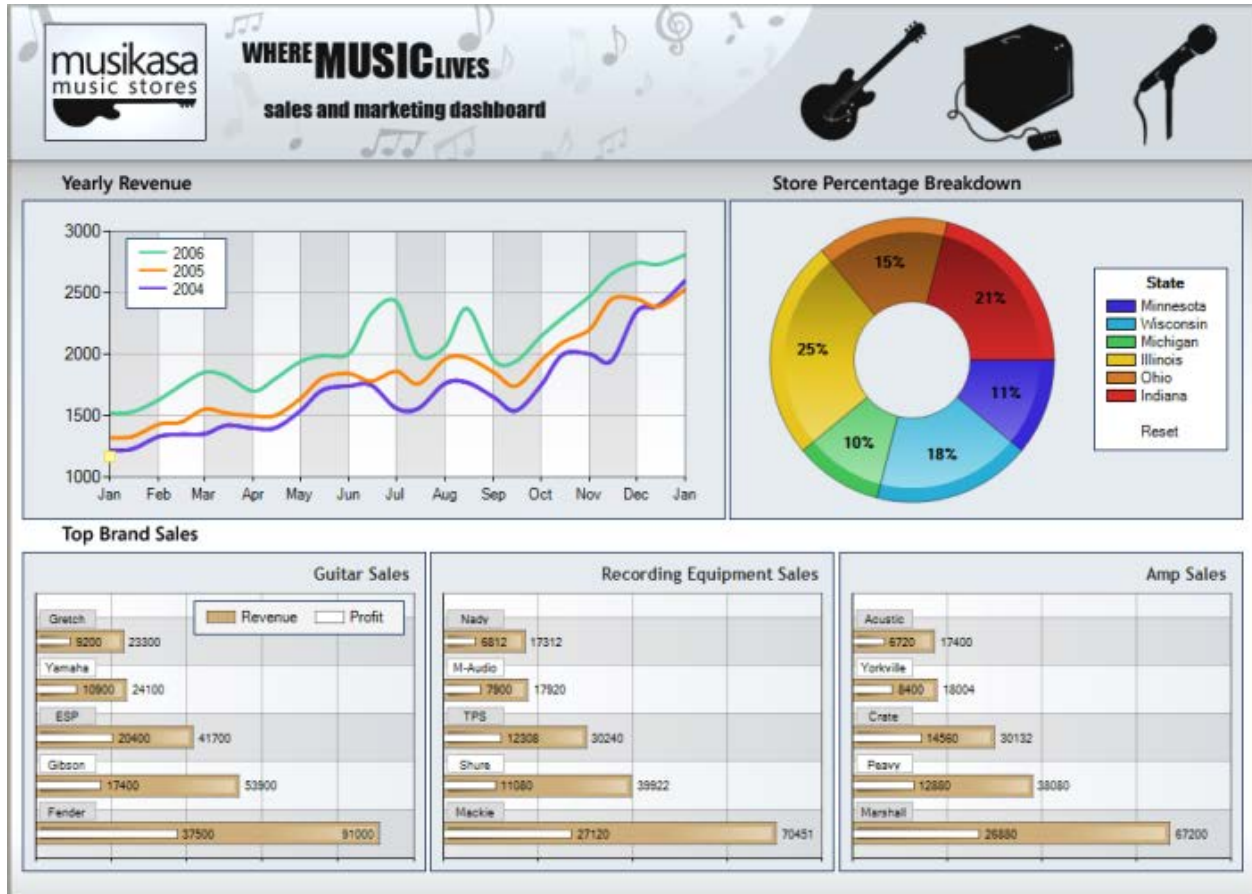 musikasa
music stores
WHERE MUSIC LIVES
sales and marketing dashboard
Yearly Revenue
3000
2500
2000
1500
1000
2006
2005
2004
Jan Feb Mar Apr May Jun Jul Aug Sep Oct Nov Dec Jan
Store Percentage Breakdown
15%
21%
25%
11%
10%
18%
State
Minnesota
Wisconsin
Michigan
Illinois
Ohio
Indiana
Reset
Top Brand Sales
Guitar Sales
Revenue Profit
Gretch
9200 23300
Yamaha
10900 24100
ESP
20400 41700
Gibson
17400 53900
Fender
37500 91000
Recording Equipment Sales
Nady
6812 17312
M-Audio
7900 17920
TPS
12308 30240
Shure
11080 39922
Mackie
27120 70451
Amp Sales
Acustic
6720 17400
Yorkville
8400 18004
Crate
14560 30132
Peavy
12880 38080
Marshall
26880 67200